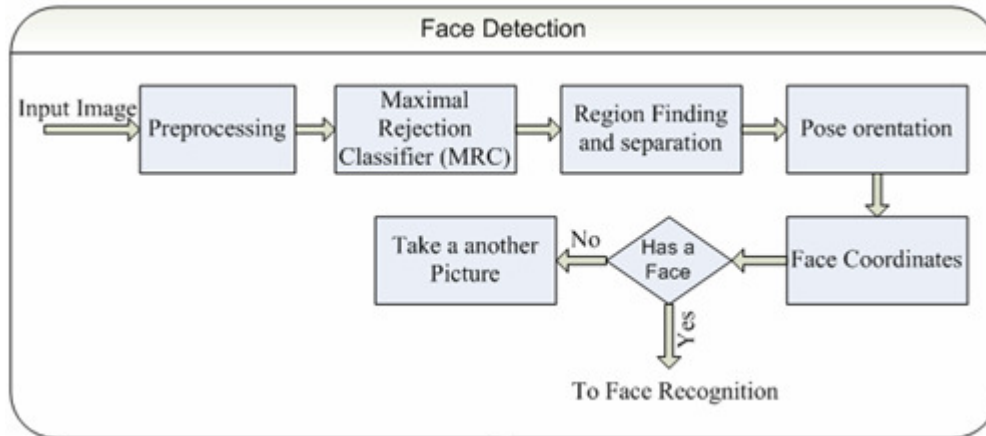 Face Detection
Input Image
Preprocessing
Maximal
Rejection
Classifier (MRC)
Region Finding
and separation
Pose orentation
Face Coordinates
Has a
Face
No
Take a another
Picture
Yes
To Face Recognition